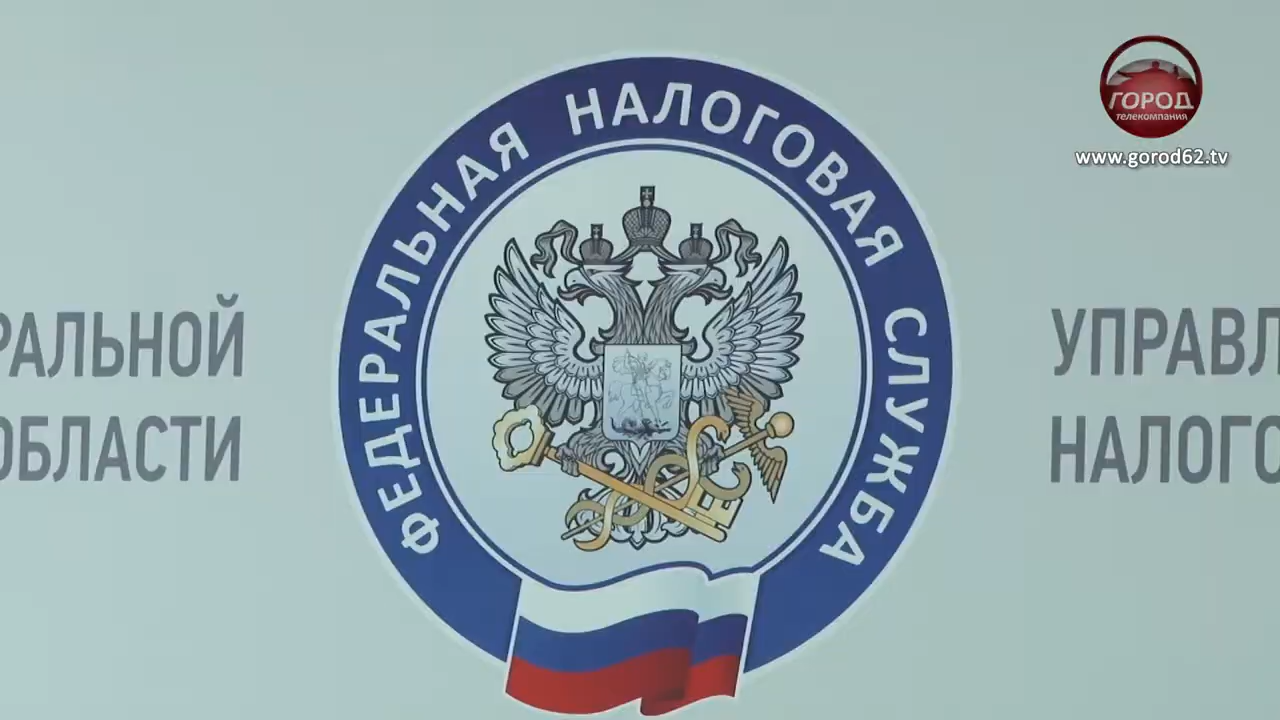 ГОРОД
телекомпания
www.gorod62.tv
ФЕДЕРАЛЬНАЯ НАЛОГОВАЯ СЛУЖБА
РАЛЬНОЙ
ОБЛАСТИ
УПРАВЛ
НАЛОГО